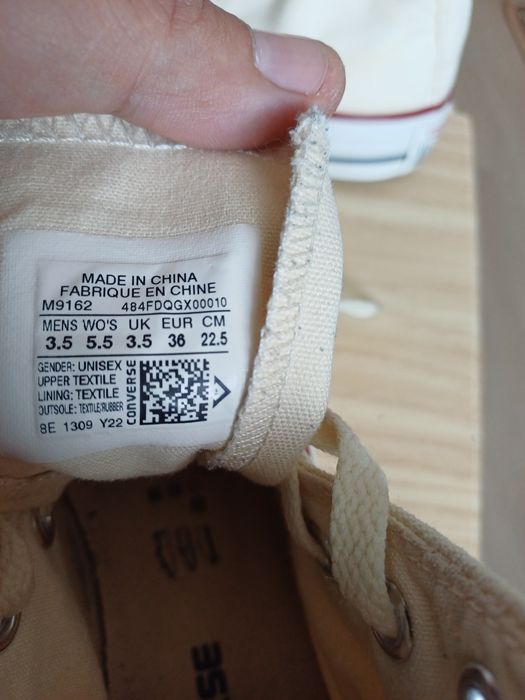 MADE IN CHINA
FABRIQUE EN CHINE
M9162 484FDQGX00010
MENS WO'S UK EUR CM
3.5 5.5 3.5 36 22.5
GENDER: UNISEX
UPPER TEXTILE
LINING: TEXTILE
OUTSOLE: TEXTILE/RUBBER
8E 1309 Y22
CONVERSE
SE